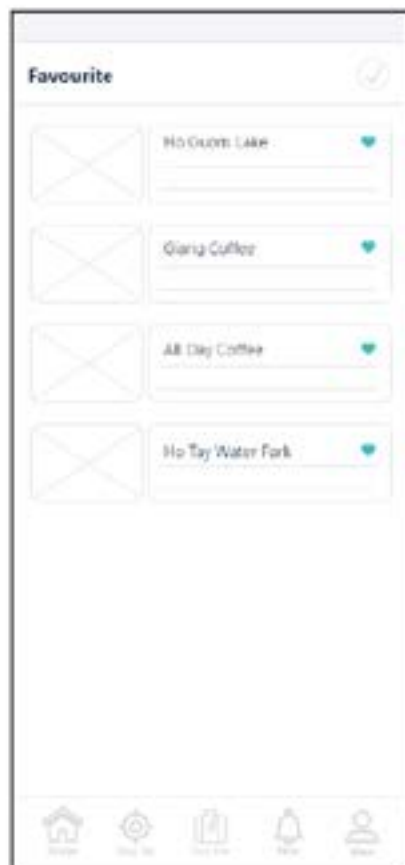 Favourite
Ho Guom Lake
Giang Coffee
All Day Coffee
Ho Tay Water Park